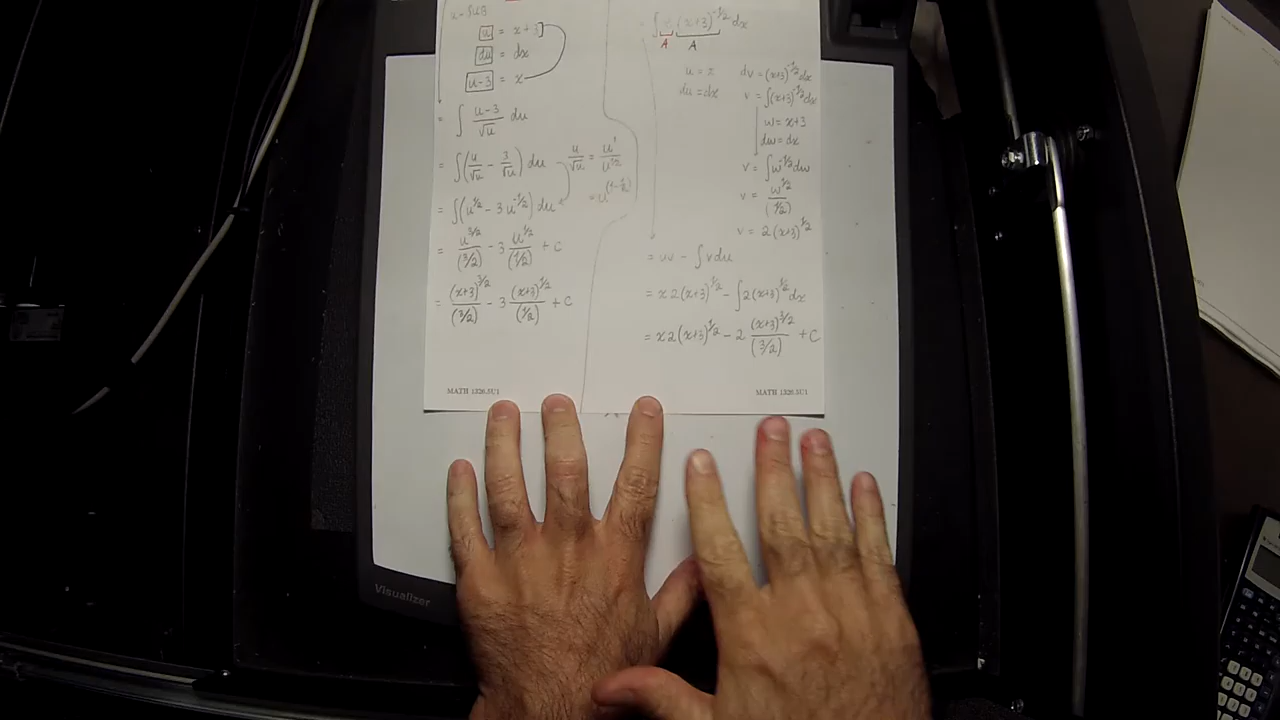 u-SUB
u = x+3
du = dx
u-3 = x
= ∫ (u-3)/√u du
= ∫(u/√u - 3/√u) du
u/√u = u^1/u^(1/2)
= u^(1-1/2)
= ∫(u^(1/2) - 3u^(-1/2)) du
= u^(3/2)/(3/2) - 3 u^(1/2)/(1/2) + C
= (x+3)^(3/2)/(3/2) - 3 (x+3)^(1/2)/(1/2) + C
MATH 1326.5U1
= ∫ x (x+3)^(-1/2) dx
A A
u = x
du = dx
dv = (x+3)^(-1/2) dx
v = ∫(x+3)^(-1/2) dx
w = x+3
dw = dx
v = ∫w^(-1/2) dw
v = w^(1/2)/(1/2)
v = 2(x+3)^(1/2)
= uv - ∫v du
= x 2(x+3)^(1/2) - ∫2(x+3)^(1/2) dx
= x 2(x+3)^(1/2) - 2 (x+3)^(3/2)/(3/2) + C
MATH 1326.5U1
Visualizer